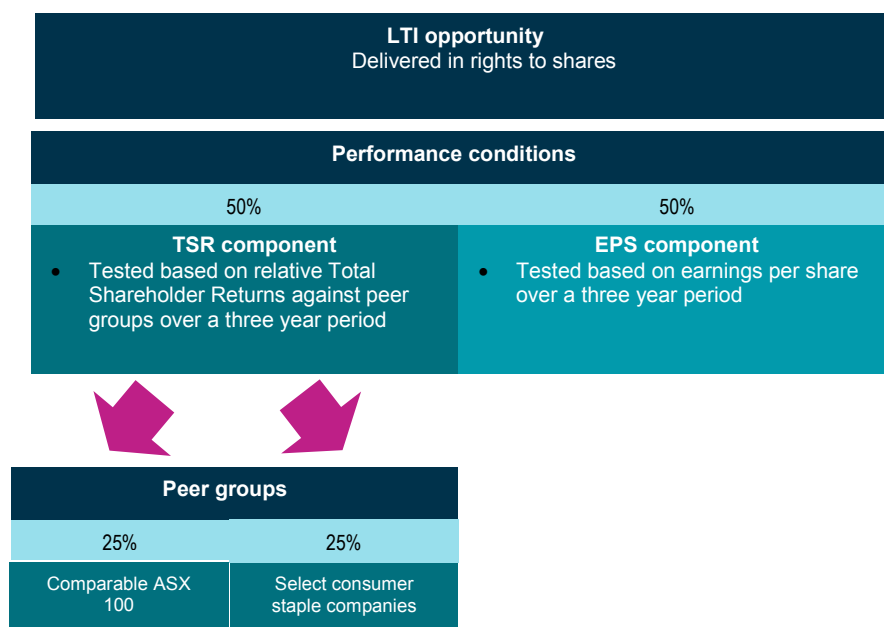 LTI opportunity
Delivered in rights to shares
Performance conditions
50%
50%
TSR component
• Tested based on relative Total
Shareholder Returns against peer
groups over a three year period
EPS component
• Tested based on earnings per share
over a three year period
Peer groups
25%
25%
Comparable ASX
100
Select consumer
staple companies